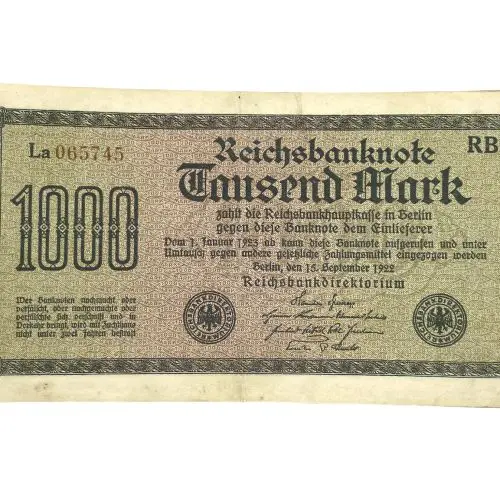 La 065745
RB
Reichsbanknote
Tausend Mark
1000
zahlt die Reichsbankhauptkasse in Berlin
gegen diese Banknote dem Einlieferer
Vom 1. Januar 1923 ab kann diese Banknote aufgerufen und unter
Umtausch gegen andere gesetzliche Zahlungsmittel eingezogen werden
Berlin, den 15. September 1922
Reichsbankdirektorium
Wer Banknoten nachmacht oder
verfälscht, oder nachgemachte oder
verfälschte sich verschafft und in
Verkehr bringt, wird mit Zuchthaus
nicht unter zwei Jahren bestraft